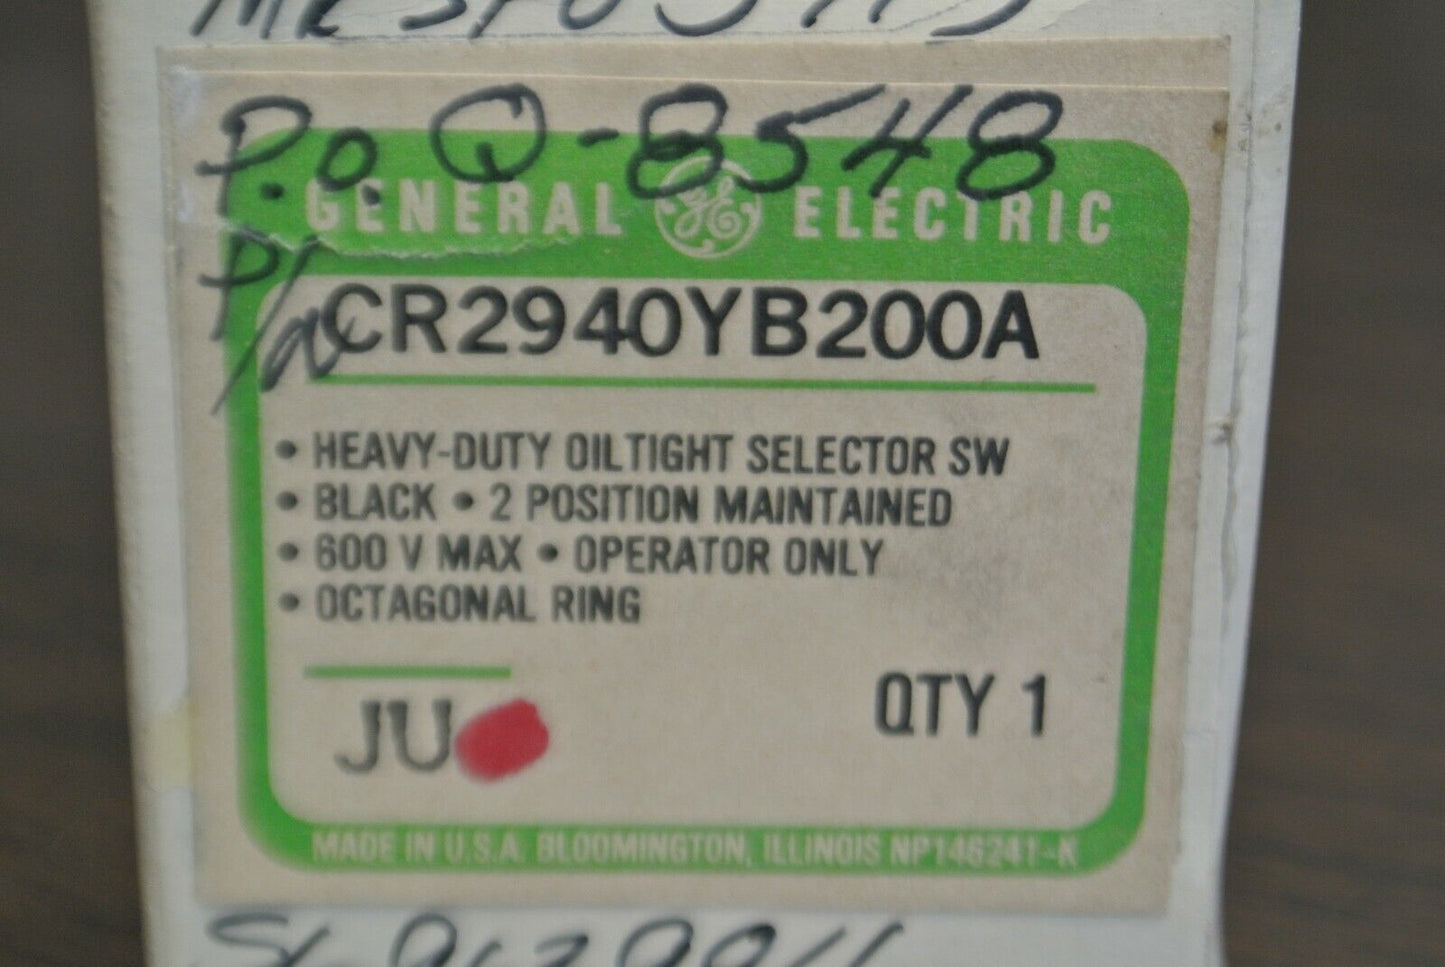 P.O. Q-8548
GENERAL GE ELECTRIC
P/a
CR2940YB200A
• HEAVY-DUTY OILTIGHT SELECTOR SW
• BLACK • 2 POSITION MAINTAINED
• 600 V MAX • OPERATOR ONLY
• OCTAGONAL RING
JU
QTY 1
MADE IN U.S.A. BLOOMINGTON, ILLINOIS NP146241-K